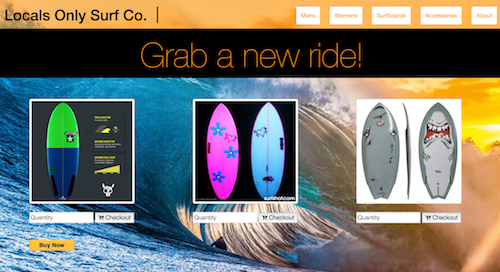 Locals Only Surf Co. |
Mens Womens Surfboards Accessories About
Grab a new ride!
surfshot.com
Quantity Checkout Quantity Checkout Quantity Checkout
Buy Now